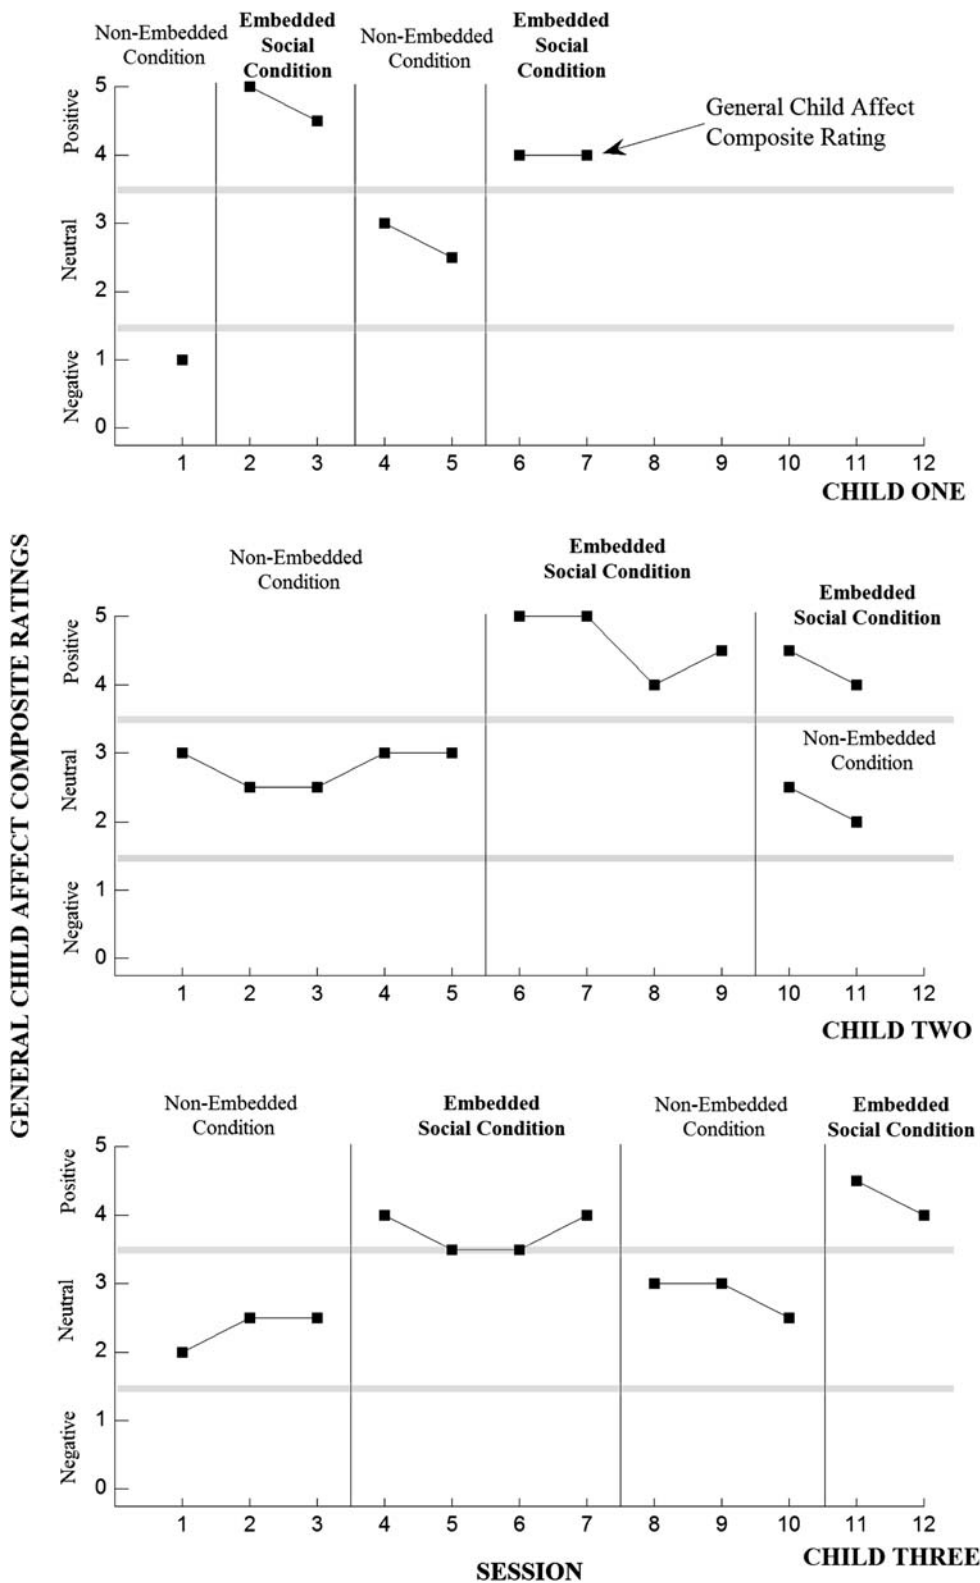 Non-Embedded
Condition
Embedded
Social
Condition
Non-Embedded
Condition
Embedded
Social
Condition
General Child Affect
Composite Rating
Positive
Neutral
Negative
5
4
3
2
1
0
1 2 3 4 5 6 7 8 9 10 11 12
CHILD ONE
GENERAL CHILD AFFECT COMPOSITE RATINGS
Non-Embedded
Condition
Embedded
Social Condition
Embedded
Social Condition
Non-Embedded
Condition
Positive
Neutral
Negative
5
4
3
2
1
0
1 2 3 4 5 6 7 8 9 10 11 12
CHILD TWO
Non-Embedded
Condition
Embedded
Social Condition
Non-Embedded
Condition
Embedded
Social Condition
Positive
Neutral
Negative
5
4
3
2
1
0
1 2 3 4 5 6 7 8 9 10 11 12
CHILD THREE
SESSION